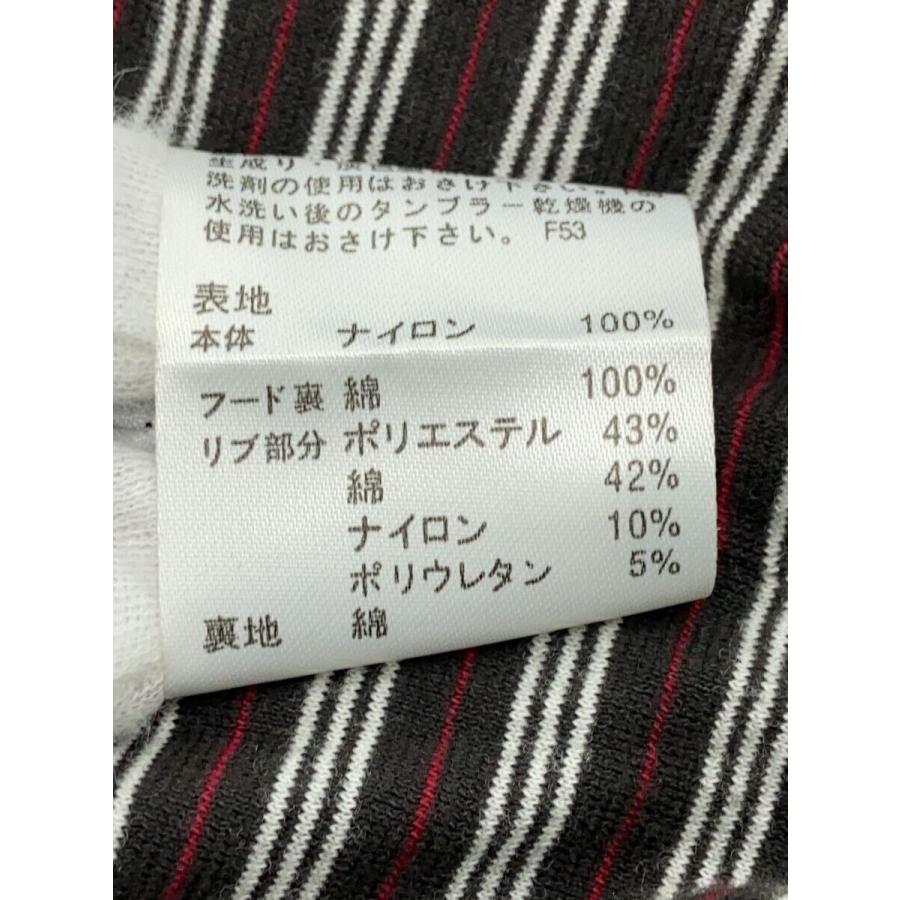 生成り・淡
洗剤の使用はおさけ下さい。
水洗い後のタンブラー乾燥機の
使用はおさけ下さい。 F53
表地
本体 ナイロン 100%
フード裏 綿 100%
リブ部分 ポリエステル 43%
綿 42%
ナイロン 10%
ポリウレタン 5%
裏地 綿